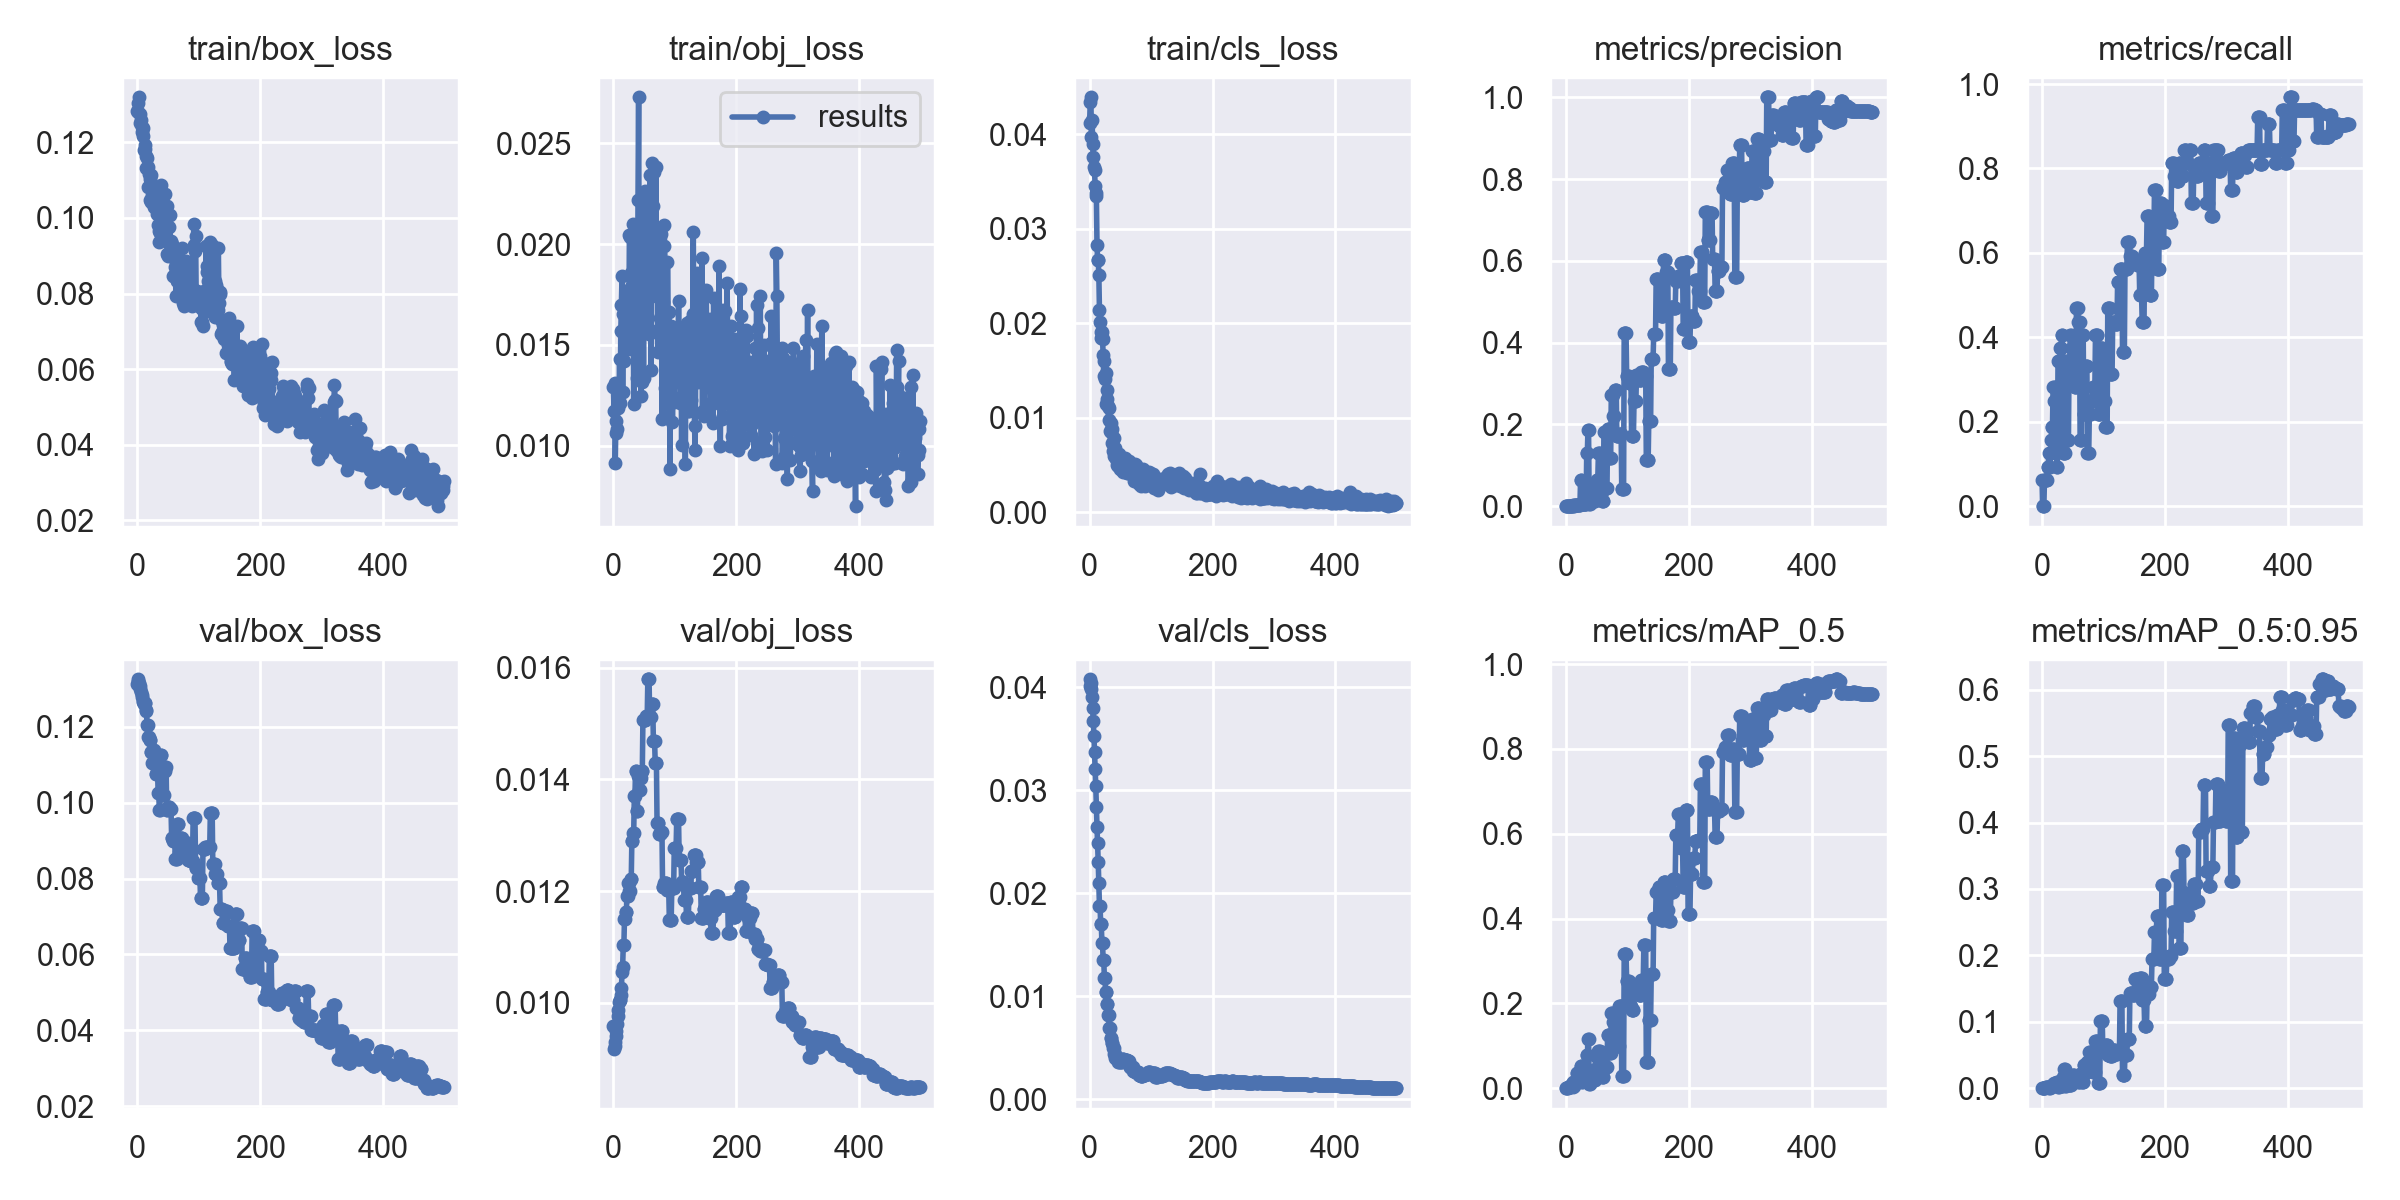 train/box_loss
0.12
0.10
0.08
0.06
0.04
0.02
0 200 400
train/obj_loss
results
0.025
0.020
0.015
0.010
0 200 400
train/cls_loss
0.04
0.03
0.02
0.01
0.00
0 200 400
metrics/precision
1.0
0.8
0.6
0.4
0.2
0.0
0 200 400
metrics/recall
1.0
0.8
0.6
0.4
0.2
0.0
0 200 400
val/box_loss
0.12
0.10
0.08
0.06
0.04
0.02
0 200 400
val/obj_loss
0.016
0.014
0.012
0.010
0 200 400
val/cls_loss
0.04
0.03
0.02
0.01
0.00
0 200 400
metrics/mAP_0.5
1.0
0.8
0.6
0.4
0.2
0.0
0 200 400
metrics/mAP_0.5:0.95
0.6
0.5
0.4
0.3
0.2
0.1
0.0
0 200 400